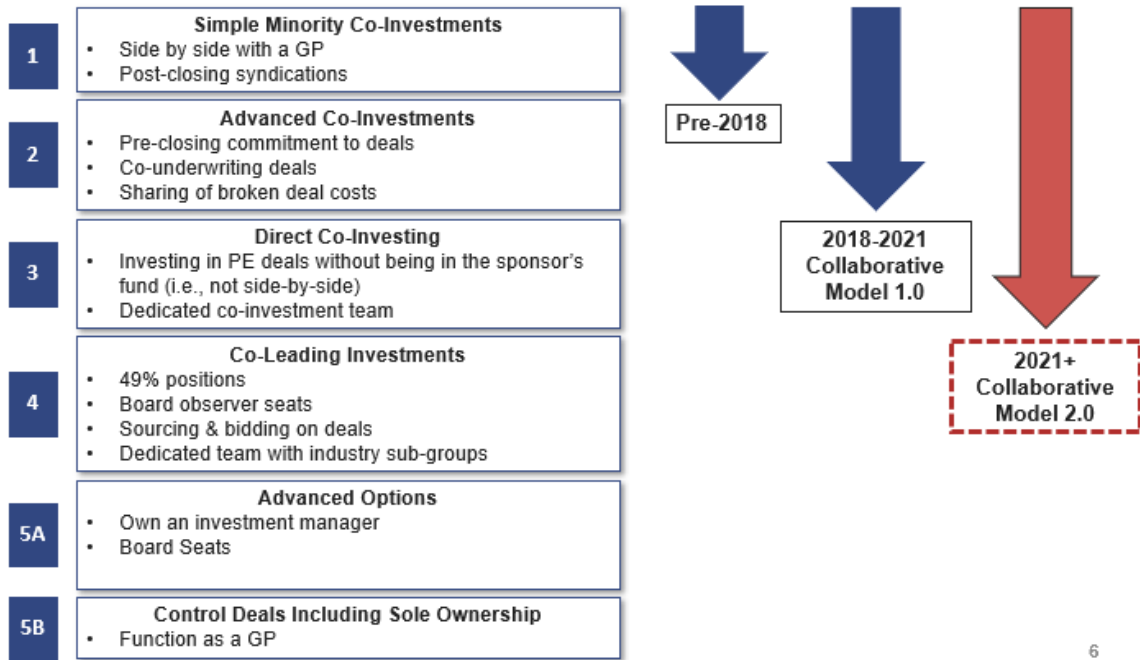 1
Simple Minority Co-Investments
• Side by side with a GP
• Post-closing syndications
2
Advanced Co-Investments
• Pre-closing commitment to deals
• Co-underwriting deals
• Sharing of broken deal costs
3
Direct Co-Investing
• Investing in PE deals without being in the sponsor's
fund (i.e., not side-by-side)
• Dedicated co-investment team
4
Co-Leading Investments
• 49% positions
• Board observer seats
• Sourcing & bidding on deals
• Dedicated team with industry sub-groups
5A
Advanced Options
• Own an investment manager
• Board Seats
5B
Control Deals Including Sole Ownership
• Function as a GP
Pre-2018
2018-2021
Collaborative
Model 1.0
2021+
Collaborative
Model 2.0
6